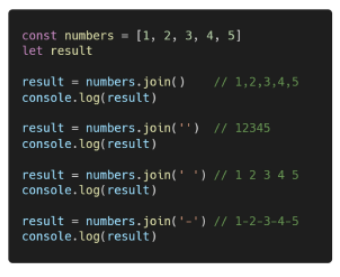 const numbers = [1, 2, 3, 4, 5]
let result
result = numbers.join()    // 1,2,3,4,5
console.log(result)
result = numbers.join('')  // 12345
console.log(result)
result = numbers.join(' ') // 1 2 3 4 5
console.log(result)
result = numbers.join('-') // 1-2-3-4-5
console.log(result)